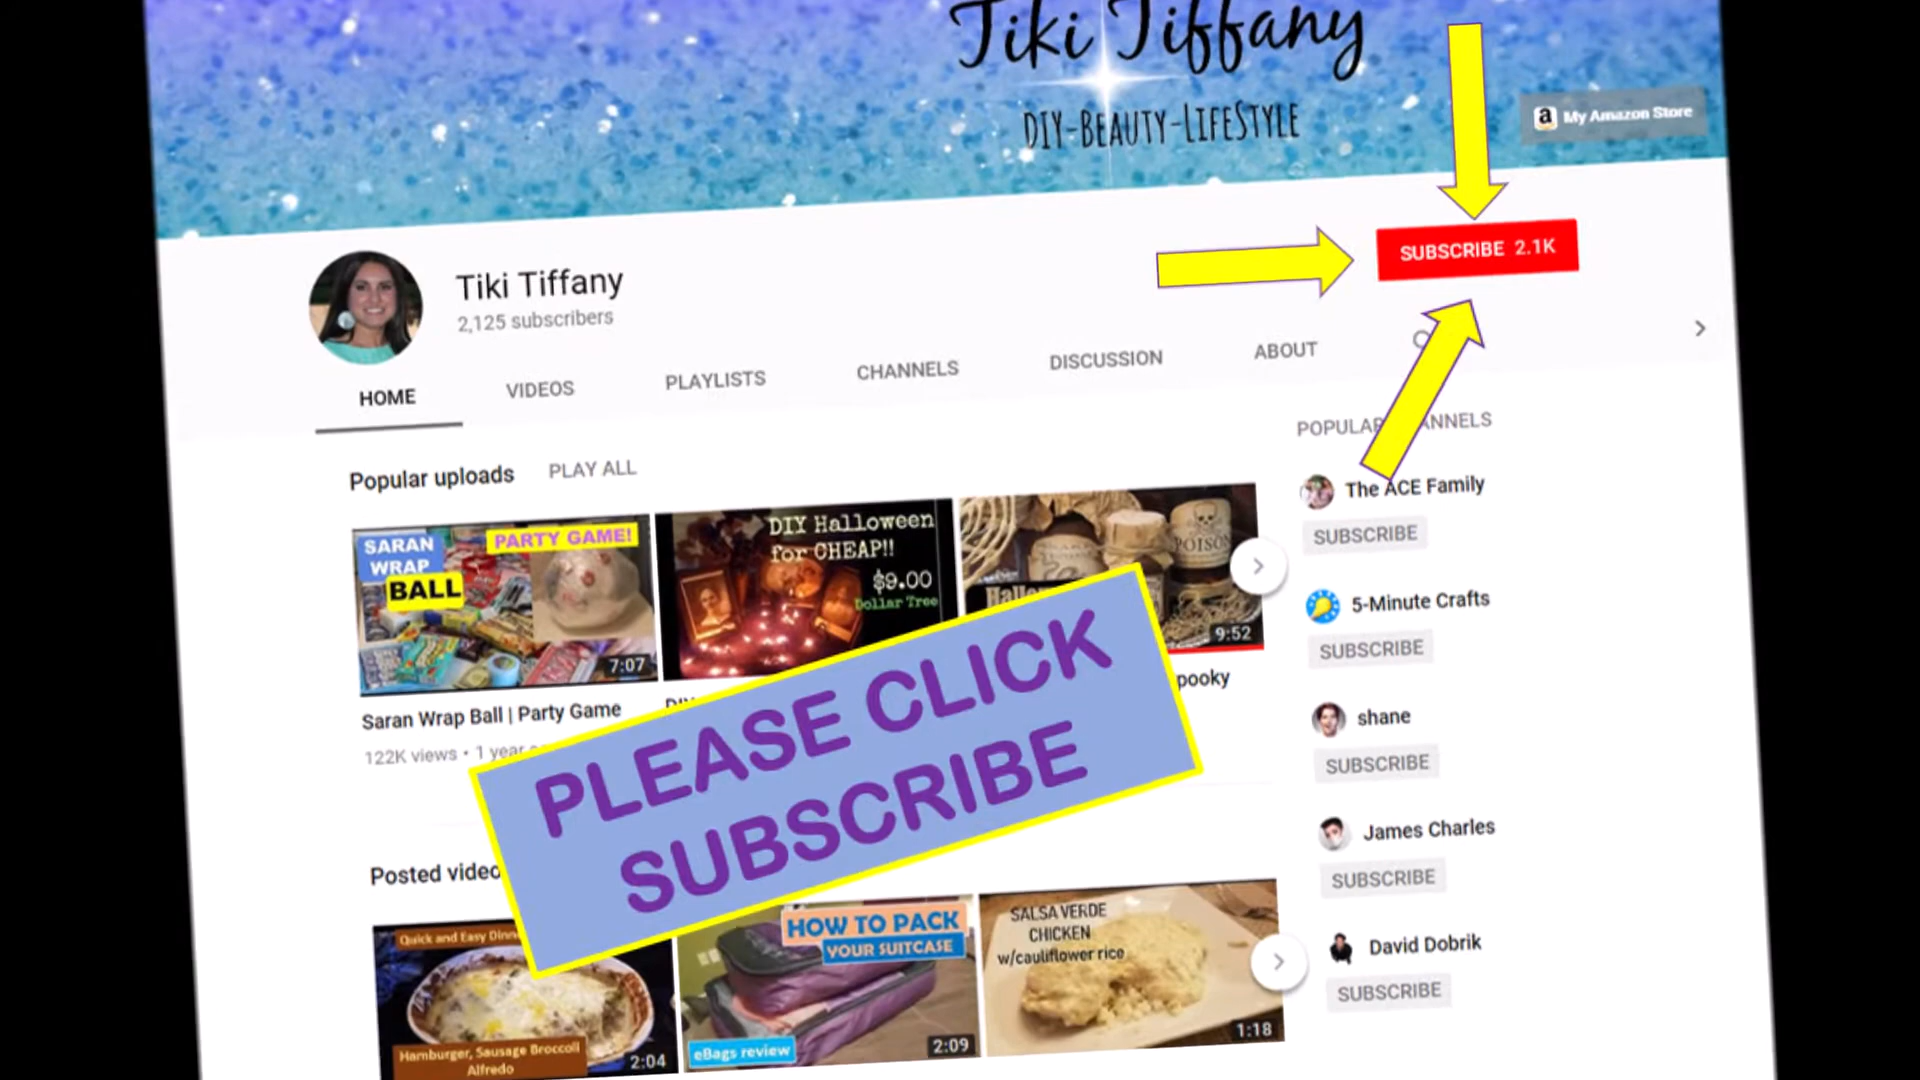 Tiki Tiffany
DIY-BEAUTY-LIFESTYLE
a My Amazon Store
Tiki Tiffany
2,125 subscribers
SUBSCRIBE 2.1K
HOME
VIDEOS
PLAYLISTS
CHANNELS
DISCUSSION
ABOUT
Popular uploads
PLAY ALL
SARAN
WRAP
BALL
PARTY GAME!
7:07
Saran Wrap Ball | Party Game
122K views • 1 year
DIY Halloween
for CHEAP!!
$9.00
Dollar Tree
POISON
9:52
PLEASE CLICK
SUBSCRIBE
Posted
Quick and Easy
Hamburger, Sausage Broccoli
Alfredo
2:04
HOW TO PACK
YOUR SUITCASE
eBags review
2:09
SALSA VERDE
CHICKEN
w/cauliflower rice
1:18
The ACE Family
SUBSCRIBE
5-Minute Crafts
SUBSCRIBE
shane
SUBSCRIBE
James Charles
SUBSCRIBE
David Dobrik
SUBSCRIBE